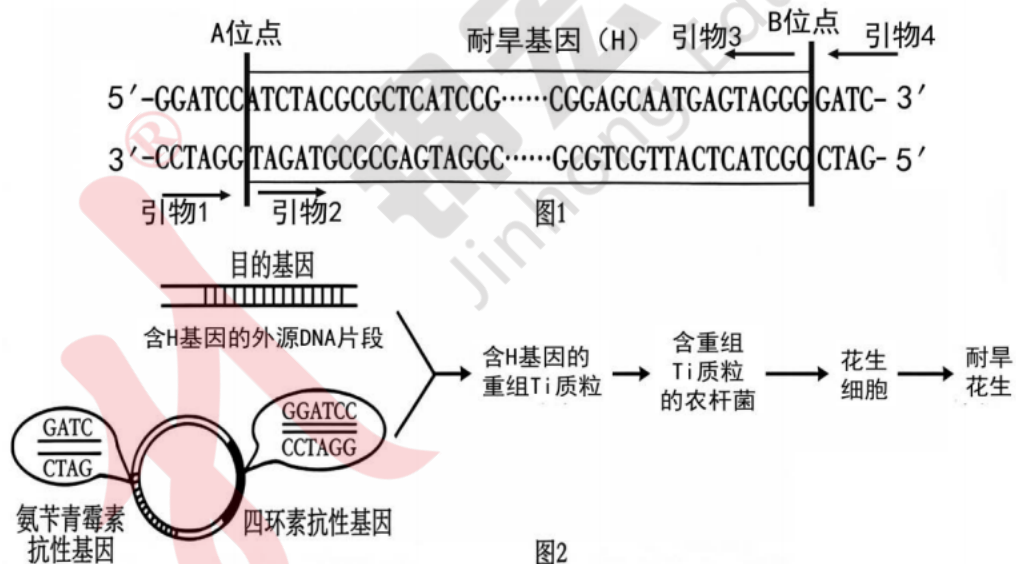 A位点
耐旱基因（H）
引物3
B位点
引物4
5′-GGATCCATCTACGCGCTCATCCG……CGGAGCAATGAGTAGGGGATC-3′
3′-CCTAGGTAGATGCGCGAGTAGGC……GCGTCGTTACTCATCGCCTAG-5′
引物1
引物2
图1
目的基因
含H基因的外源DNA片段
含H基因的
重组Ti质粒
含重组
Ti质粒
的农杆菌
花生
细胞
耐旱
花生
GATC
CTAG
GGATCC
CCTAGG
氨苄青霉素
抗性基因
四环素抗性基因
图2
®
锦宏
Jinhong Edu